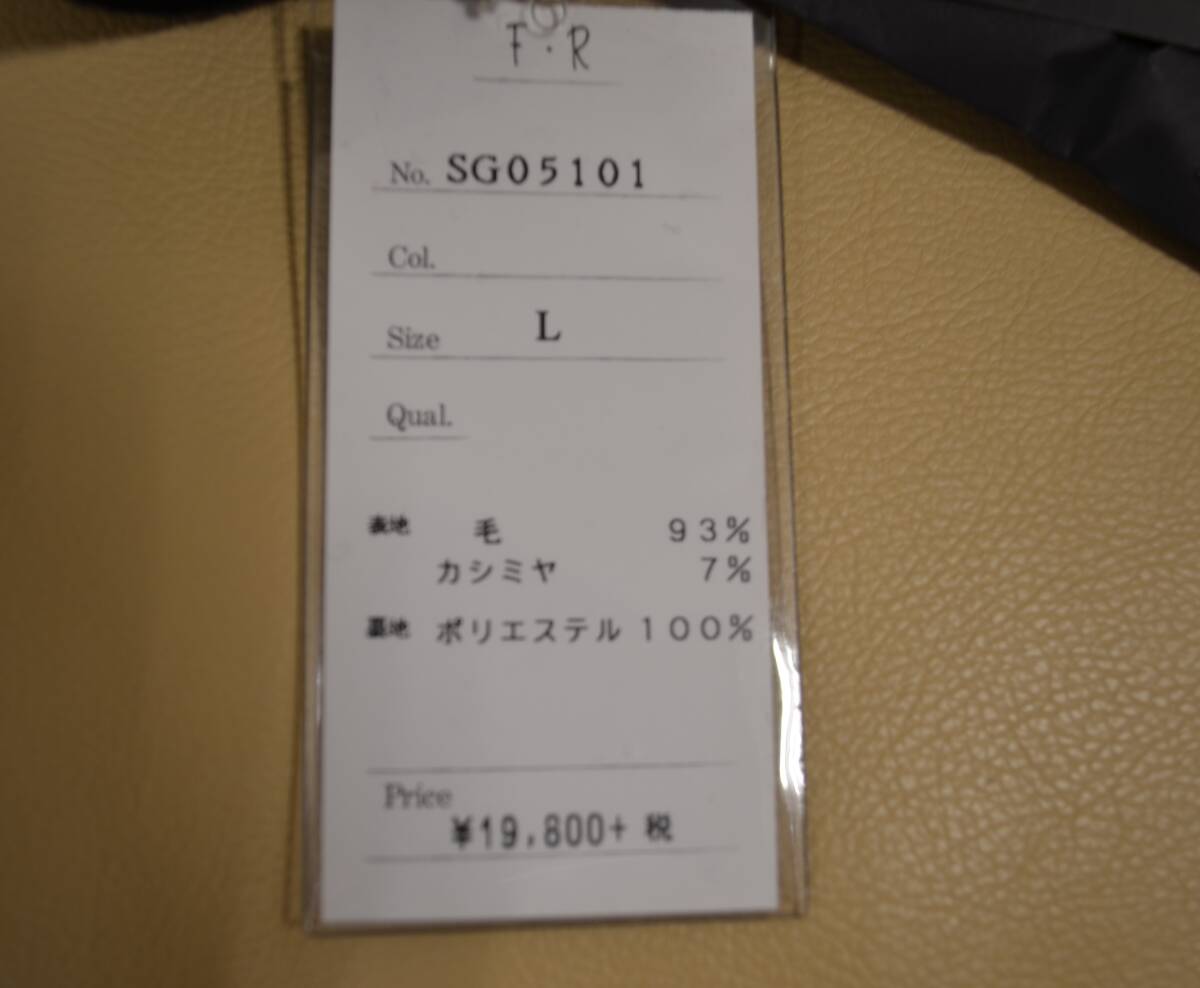 F・R
No. SG05101
Col.
Size L
Qual.
表地 毛 93%
カシミヤ 7%
裏地 ポリエステル 100%
Price
¥19,800+ 税